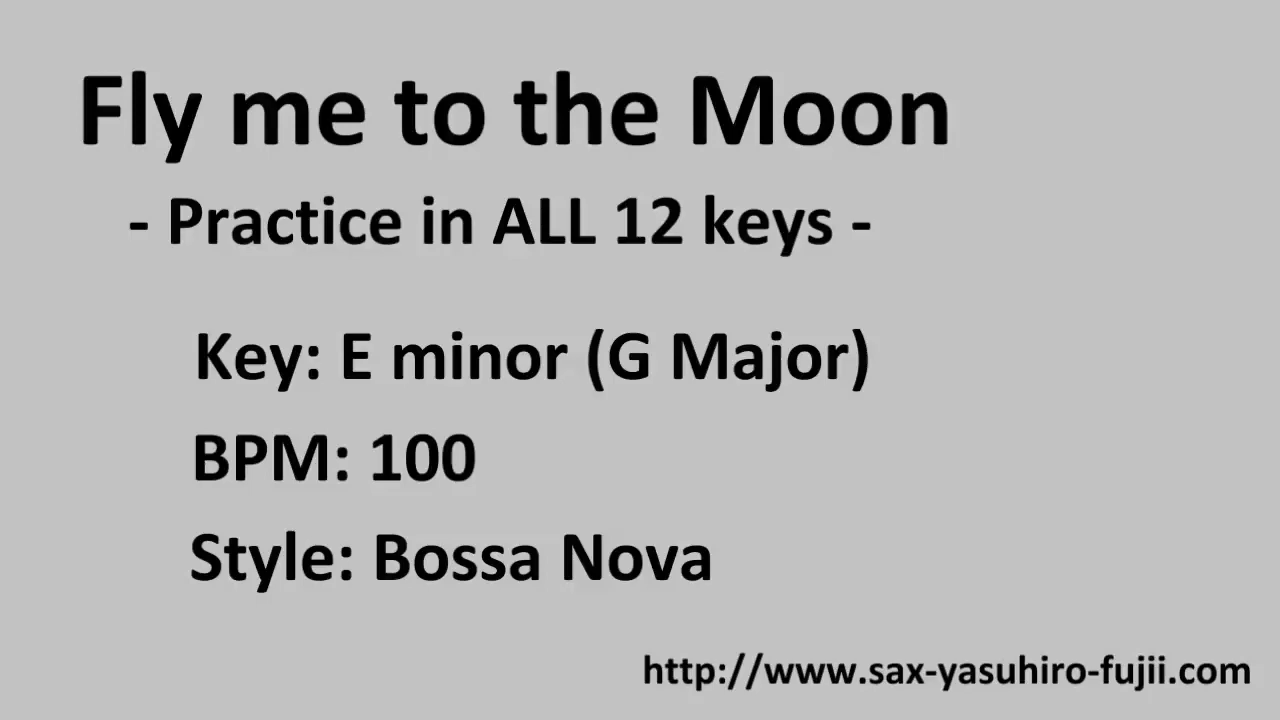 Fly me to the Moon
- Practice in ALL 12 keys -
Key: E minor (G Major)
BPM: 100
Style: Bossa Nova
http://www.sax-yasuhiro-fujii.com